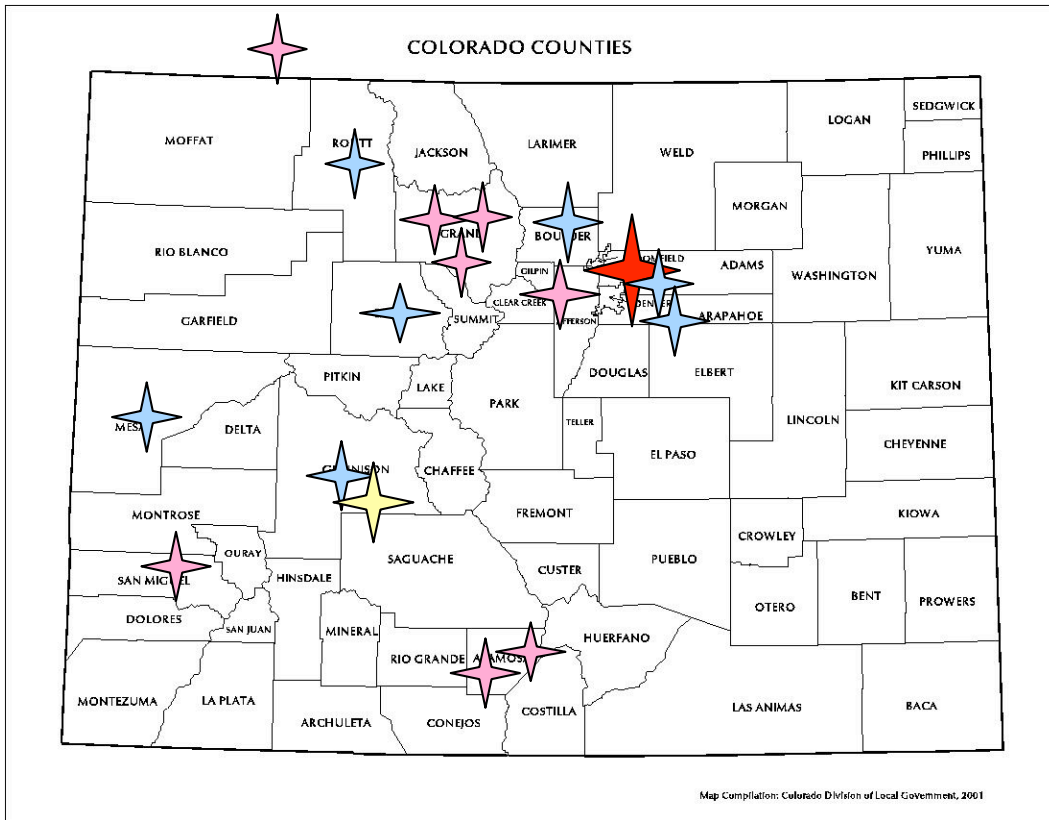 COLORADO COUNTIES
SEDGWICK
LOGAN
MOFFAT
LARIMER
JACKSON
WELD
PHILLIPS
MORGAN
YUMA
RIO BLANCO
ADAMS
WASHINGTON
GILPIN
CLEAR CREEK
ARAPAHOE
GARFIELD
SUMMIT
PITKIN
DOUGLAS
ELBERT
LAKE
KIT CARSON
PARK
TELLER
LINCOLN
DELTA
CHEYENNE
EL PASO
CHAFFEE
FREMONT
KIOWA
MONTROSE
CROWLEY
OURAY
SAGUACHE
PUEBLO
CUSTER
HINSDALE
BENT
PROWERS
OTERO
DOLORES
SAN JUAN
MINERAL
HUERFANO
RIO GRANDE
MONTEZUMA
LA PLATA
LAS ANIMAS
BACA
COSTILLA
ARCHULETA
CONEJOS
Map Compilation: Colorado Division of Local Government, 2001